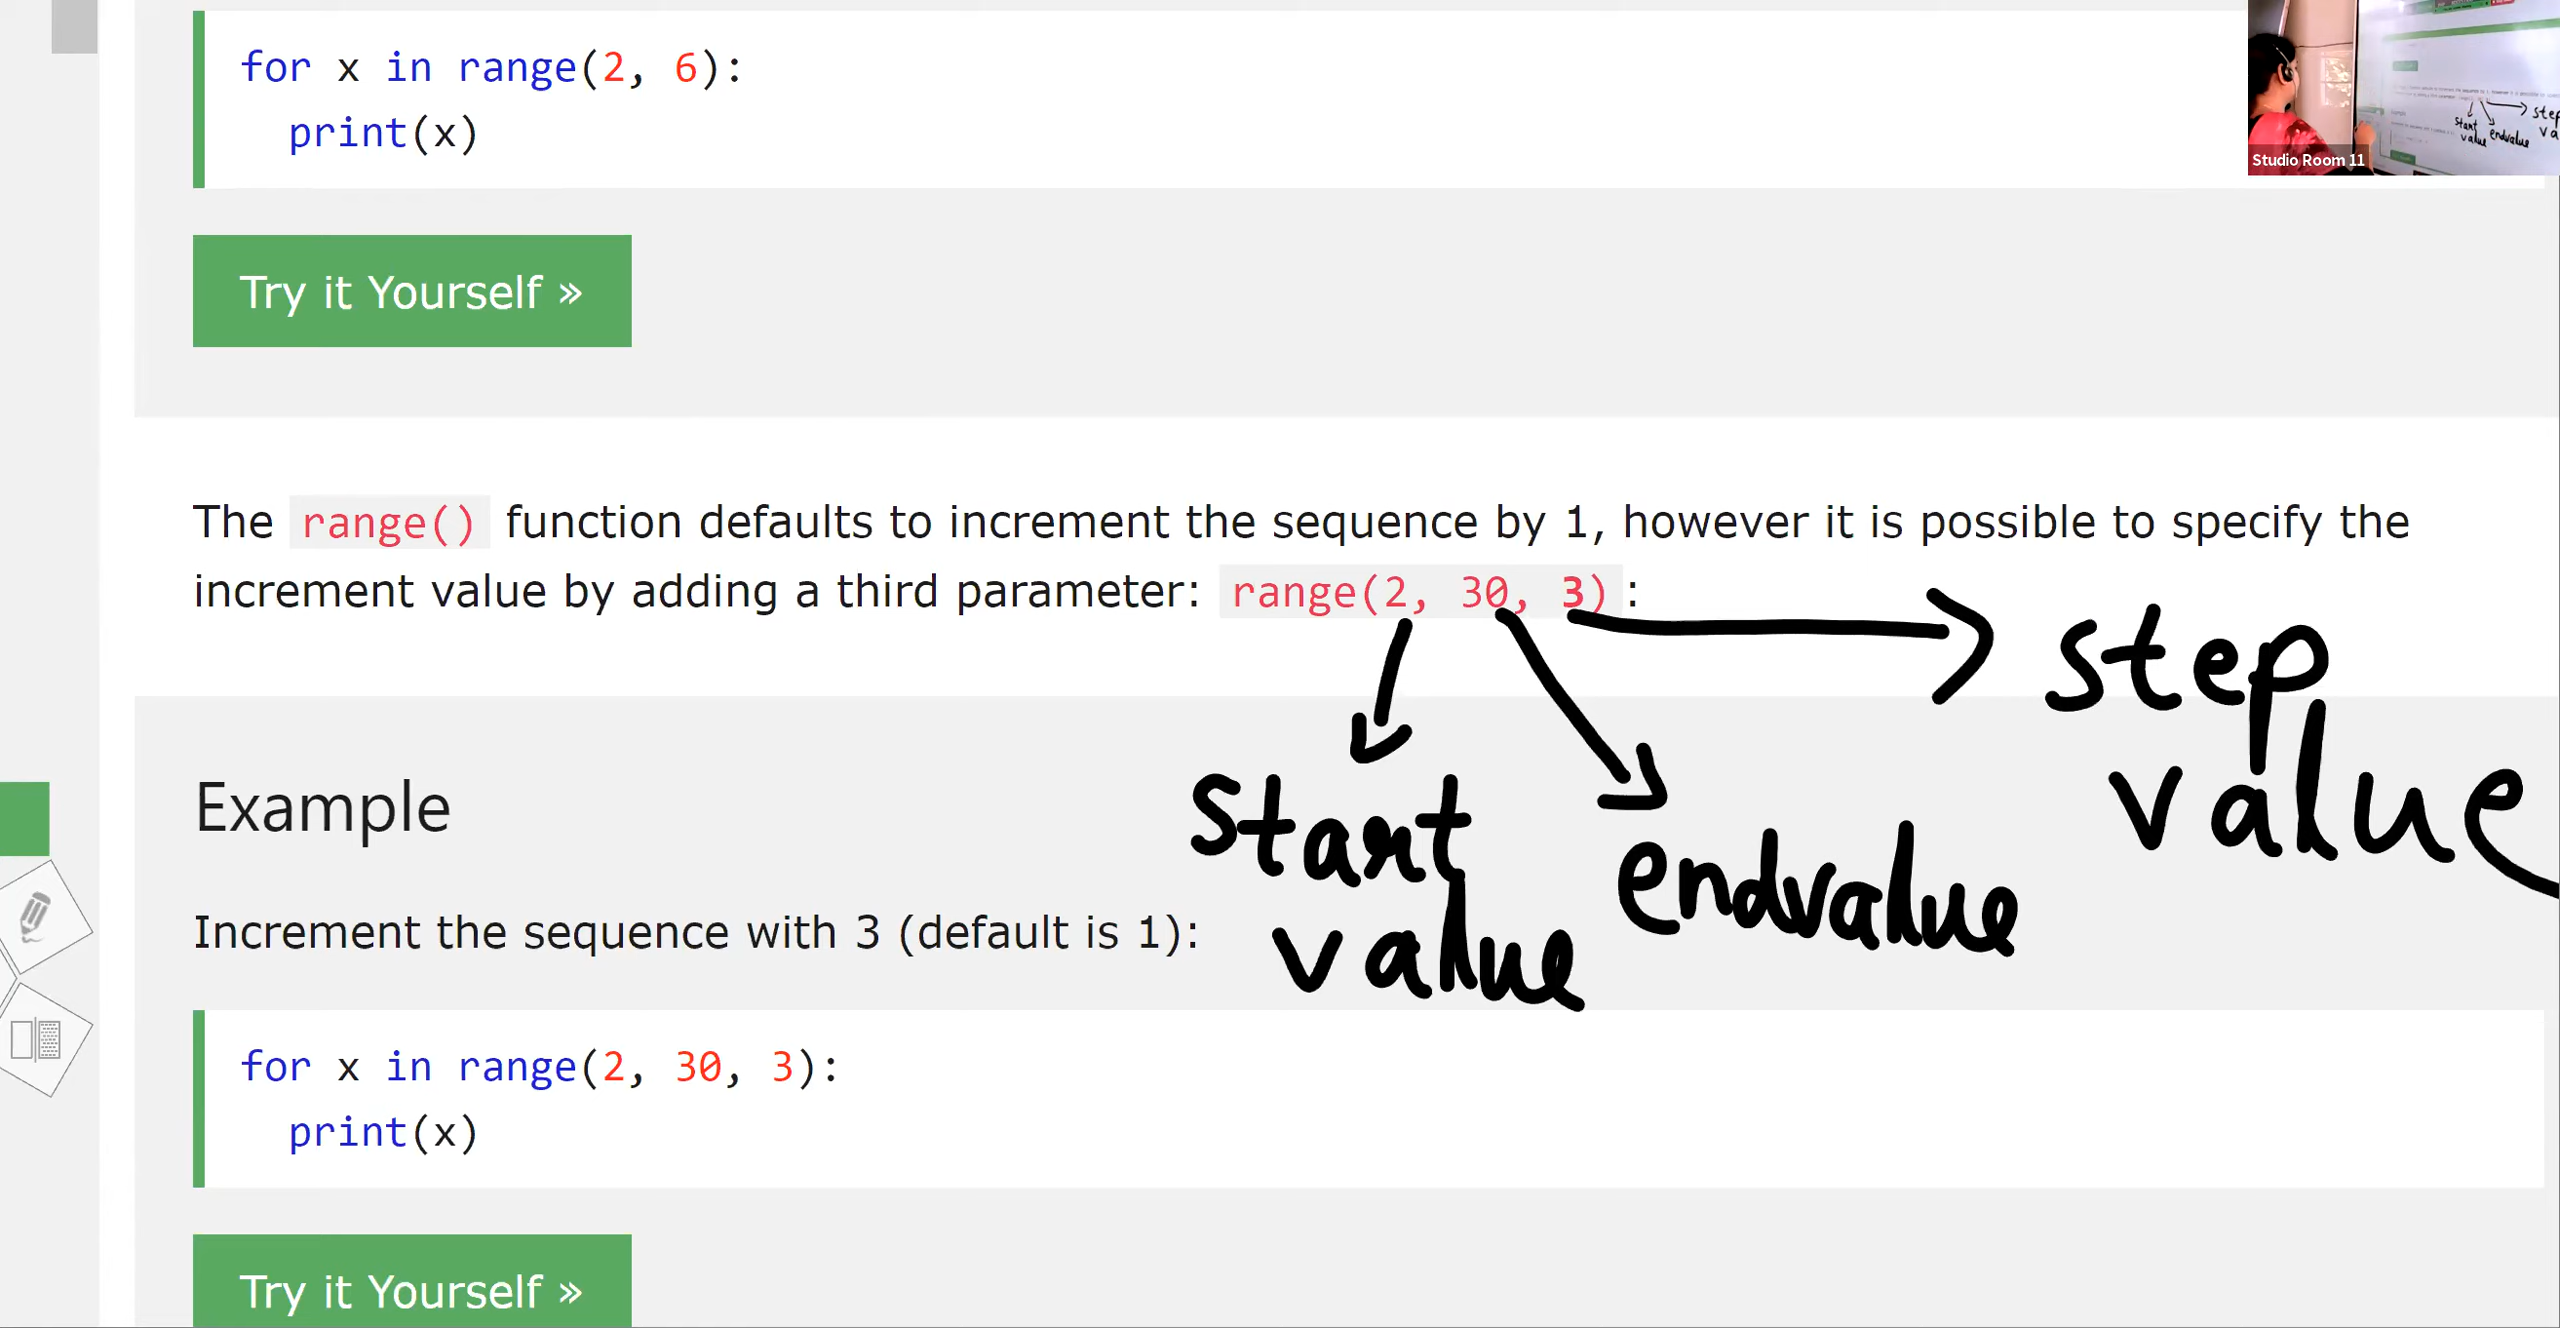 for x in range(2, 6):
  print(x)
Studio Room 11
Try it Yourself »
The range() function defaults to increment the sequence by 1, however it is possible to specify the
increment value by adding a third parameter: range(2, 30, 3):
step
value
start
value
endvalue
Example
Increment the sequence with 3 (default is 1):
for x in range(2, 30, 3):
  print(x)
Try it Yourself »